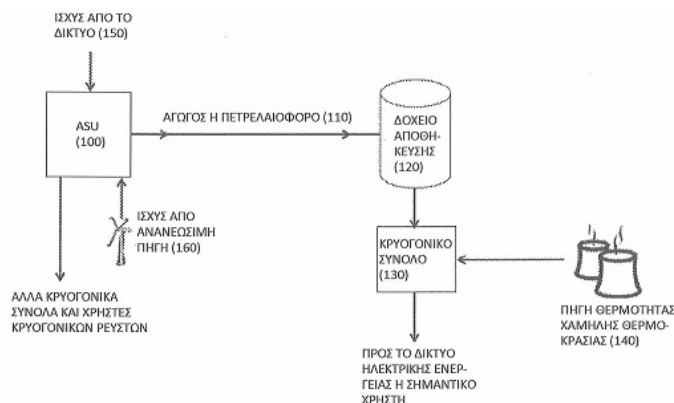 ΙΣΧΥΣ ΑΠΟ ΤΟ
ΔΙΚΤΥΟ (150)
ASU
(100)
ΑΓΩΓΟΣ Η ΠΕΤΡΕΛΑΙΟΦΟΡΟ (110)
ΔΟΧΕΙΟ
ΑΠΟΘΗ-
ΚΕΥΣΗΣ
(120)
ΙΣΧΥΣ ΑΠΟ
ΑΝΑΝΕΩΣΙΜΗ
ΠΗΓΗ (160)
ΚΡΥΟΓΟΝΙΚΟ
ΣΥΝΟΛΟ
(130)
ΑΛΛΑ ΚΡΥΟΓΟΝΙΚΑ
ΣΥΝΟΛΑ ΚΑΙ ΧΡΗΣΤΕΣ
ΚΡΥΟΓΟΝΙΚΩΝ ΡΕΥΣΤΩΝ
ΠΗΓΗ ΘΕΡΜΟΤΗΤΑΣ
ΧΑΜΗΛΗΣ ΘΕΡΜΟ-
ΚΡΑΣΙΑΣ (140)
ΠΡΟΣ ΤΟ ΔΙΚΤΥΟ
ΗΛΕΚΤΡΙΚΗΣ ΕΝΕΡ-
ΓΕΙΑΣ Η ΣΗΜΑΝΤΙΚΟ
ΧΡΗΣΤΗ